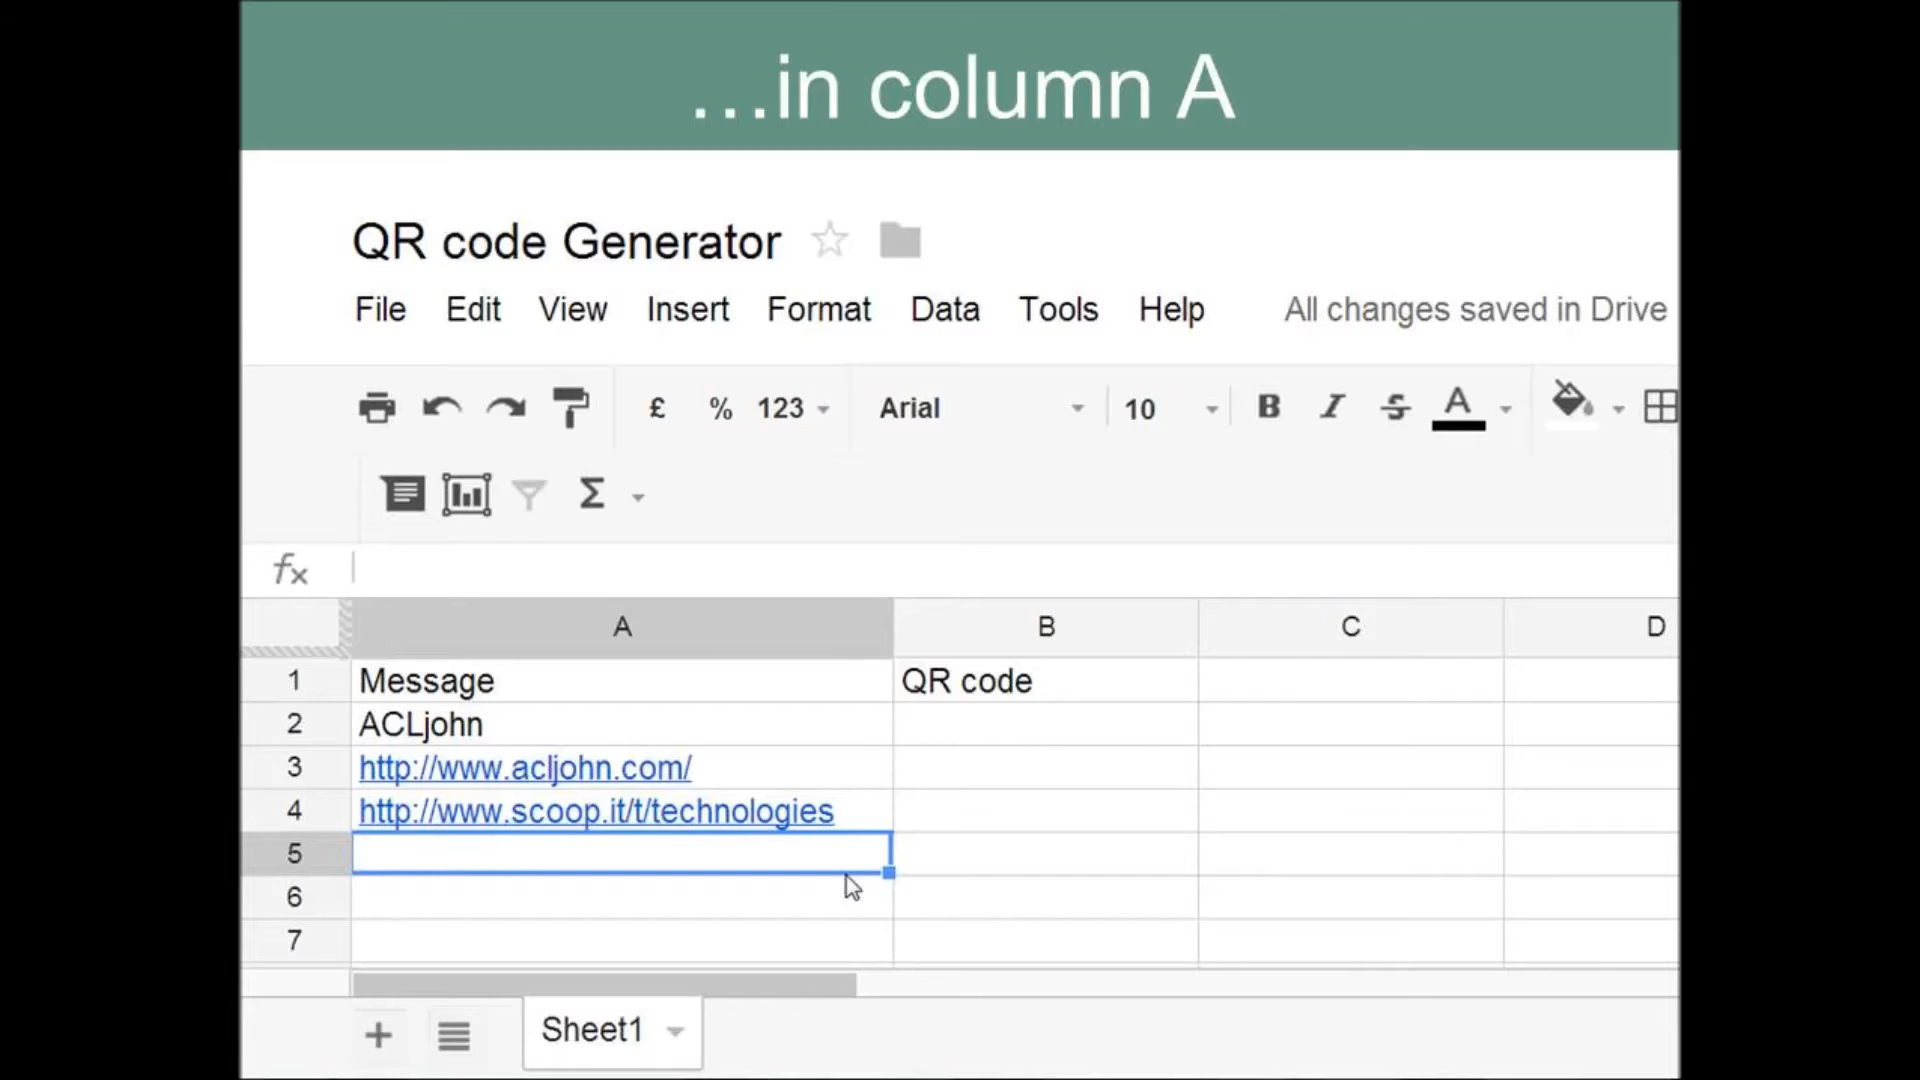 ...in column A
QR code Generator
File Edit View Insert Format Data Tools Help All changes saved in Drive
£ % 123 Arial 10 B I S A
Σ
fx
A B C D
1 Message QR code
2 ACLjohn
3 http://www.acljohn.com/
4 http://www.scoop.it/t/technologies
5
6
7
+ Sheet1